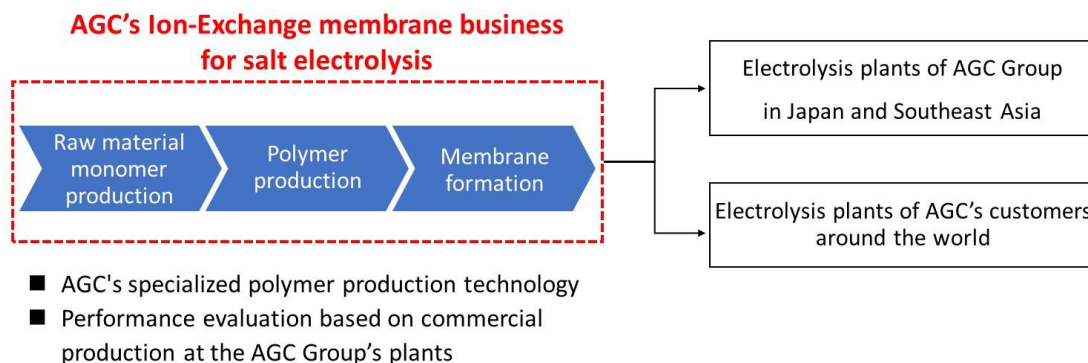 AGC’s Ion-Exchange membrane business
for salt electrolysis
Raw material
monomer
production
Polymer
production
Membrane
formation
Electrolysis plants of AGC Group
in Japan and Southeast Asia
Electrolysis plants of AGC’s customers
around the world
■ AGC's specialized polymer production technology
■ Performance evaluation based on commercial
production at the AGC Group’s plants